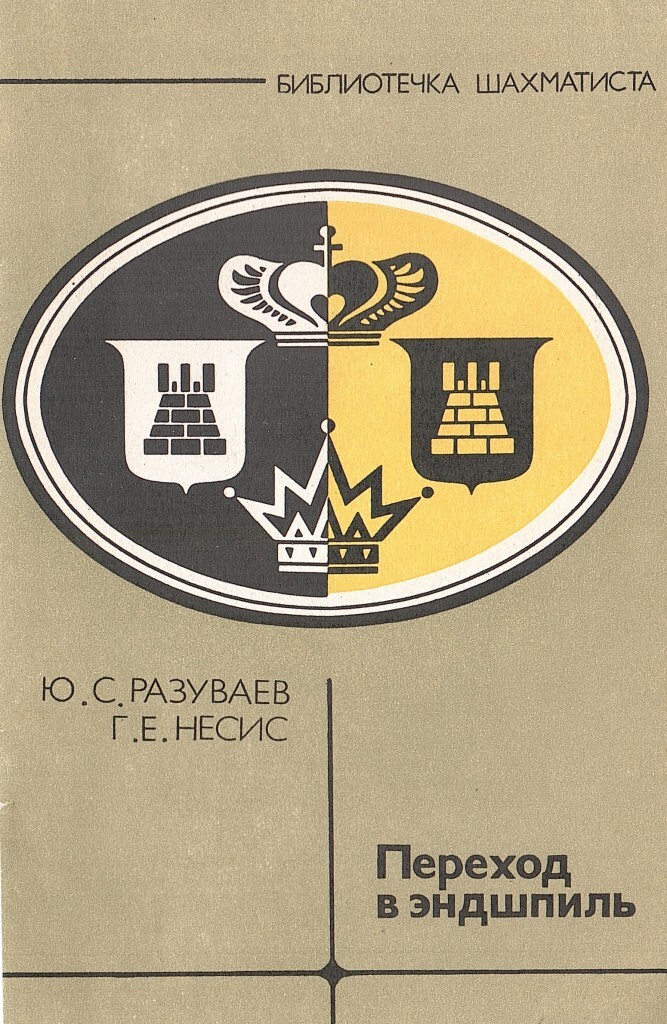 БИБЛИОТЕЧКА ШАХМАТИСТА
Ю.С.РАЗУВАЕВ
Г.Е.НЕСИС
Переход
в эндшпиль